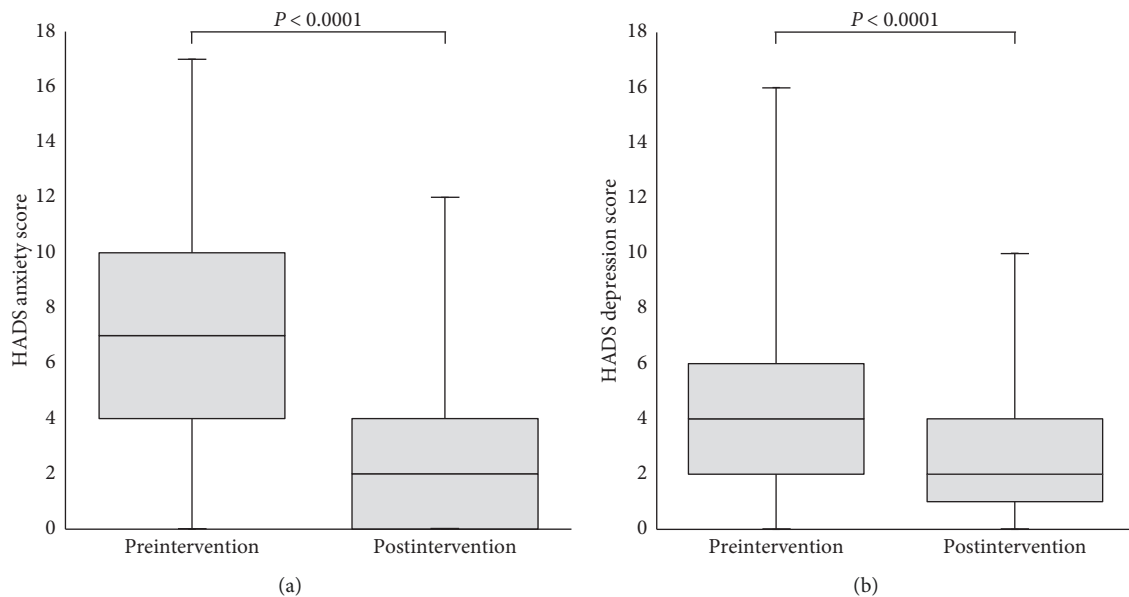 P < 0.0001
18
16
14
12
10
8
6
4
2
0
HADS anxiety score
Preintervention Postintervention
(a)
P < 0.0001
18
16
14
12
10
8
6
4
2
0
HADS depression score
Preintervention Postintervention
(b)